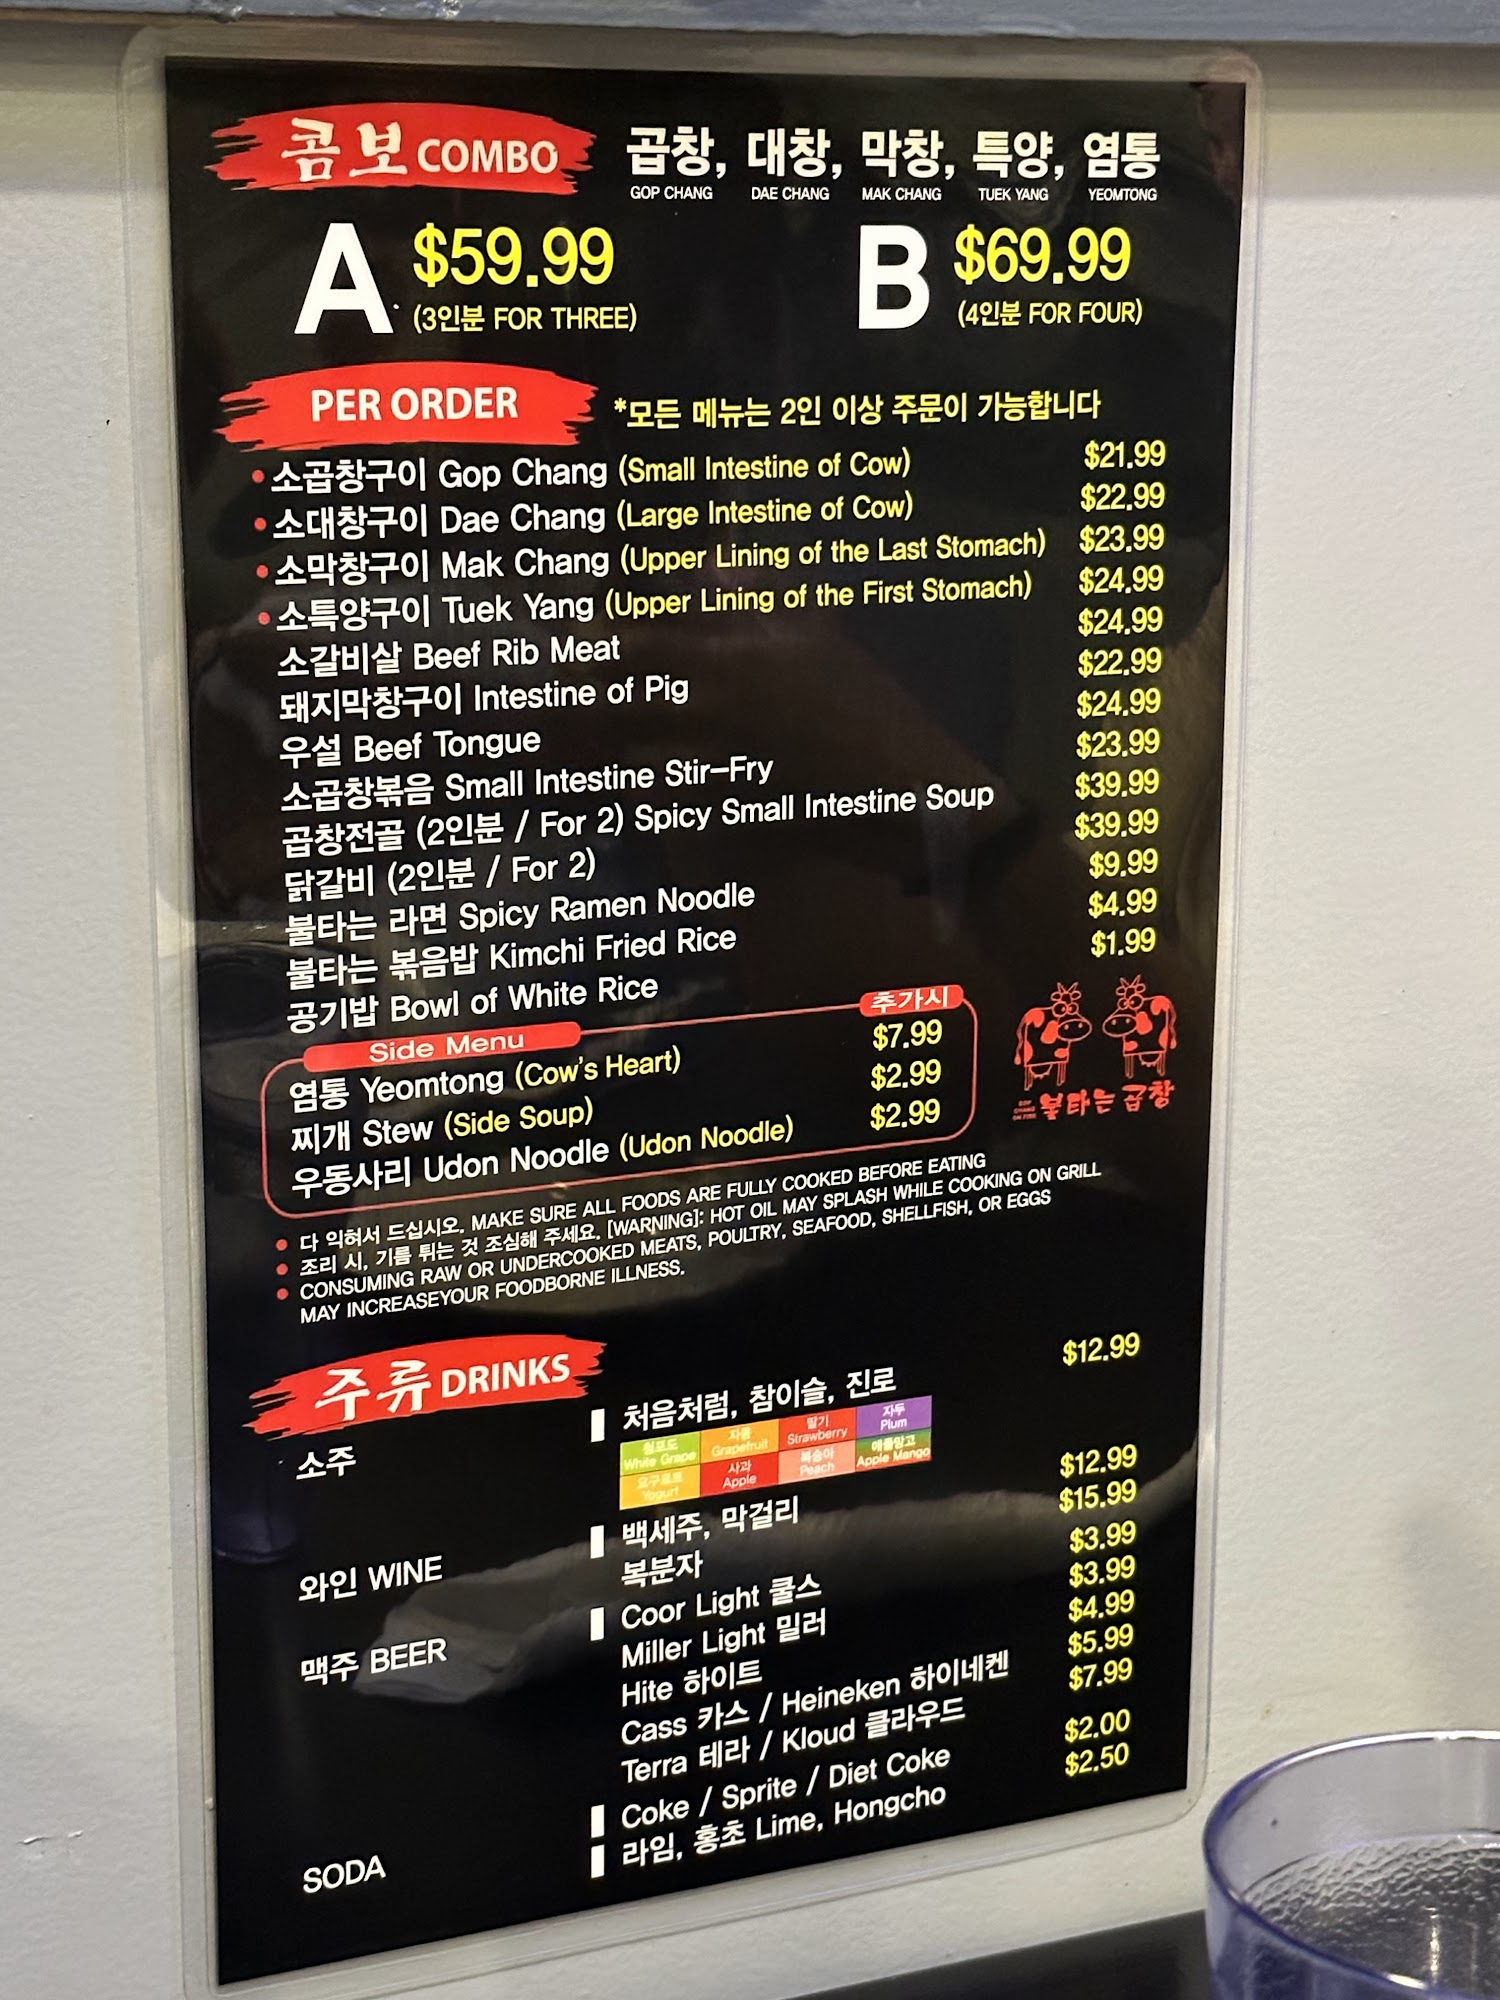 콤보 COMBO 곱창, 대창, 막창, 특양, 염통
GOP CHANG DAE CHANG MAK CHANG TUEK YANG YEOMTONG
A $59.99 B $69.99
(3인분 FOR THREE) (4인분 FOR FOUR)
PER ORDER *모든 메뉴는 2인 이상 주문이 가능합니다
• 소곱창구이 Gop Chang (Small Intestine of Cow) $21.99
• 소대창구이 Dae Chang (Large Intestine of Cow) $22.99
• 소막창구이 Mak Chang (Upper Lining of the Last Stomach) $23.99
• 소특양구이 Tuek Yang (Upper Lining of the First Stomach) $24.99
소갈비살 Beef Rib Meat $24.99
돼지막창구이 Intestine of Pig $22.99
우설 Beef Tongue $24.99
소곱창볶음 Small Intestine Stir-Fry $23.99
곱창전골 (2인분 / For 2) Spicy Small Intestine Soup $39.99
닭갈비 (2인분 / For 2) $39.99
불타는 라면 Spicy Ramen Noodle $9.99
불타는 볶음밥 Kimchi Fried Rice $4.99
공기밥 Bowl of White Rice $1.99
Side Menu 추가시
염통 Yeomtong (Cow's Heart) $7.99
찌개 Stew (Side Soup) $2.99
우동사리 Udon Noodle (Udon Noodle) $2.99
불타는 곱창
• 다 익혀서 드십시오. MAKE SURE ALL FOODS ARE FULLY COOKED BEFORE EATING
• 조리 시, 기름 튀는 것 조심해 주세요. [WARNING]: HOT OIL MAY SPLASH WHILE COOKING ON GRILL
• CONSUMING RAW OR UNDERCOOKED MEATS, POULTRY, SEAFOOD, SHELLFISH, OR EGGS
MAY INCREASEYOUR FOODBORNE ILLNESS.
주류 DRINKS
소주 처음처럼, 참이슬, 진로 $12.99
청포도 자몽 딸기 자두
White Grape Grapefruit Strawberry Plum
요구르트 사과 복숭아 애플망고
Yogurt Apple Peach Apple Mango
와인 WINE 백세주, 막걸리 $12.99
복분자 $15.99
맥주 BEER Coor Light 쿨스 $3.99
Miller Light 밀러 $3.99
Hite 하이트 $4.99
Cass 카스 / Heineken 하이네켄 $5.99
Terra 테라 / Kloud 클라우드 $7.99
SODA Coke / Sprite / Diet Coke $2.00
라임, 홍초 Lime, Hongcho $2.50